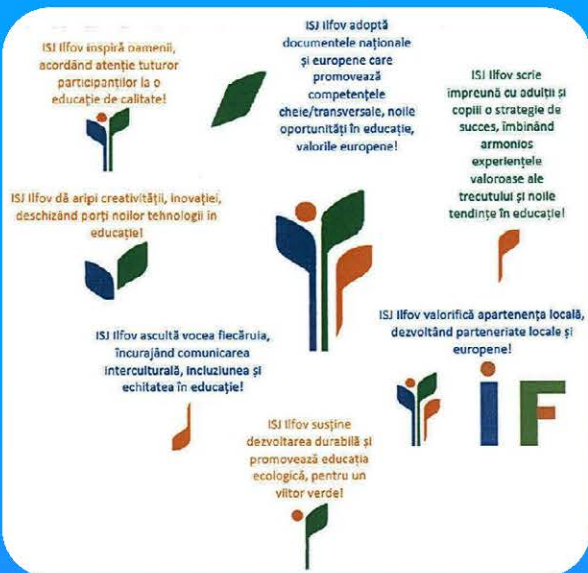 ISJ Ilfov inspiră oamenii,
acordând atenție tuturor
participanților la o
educație de calitate!
ISJ Ilfov adoptă
documentele naționale
și europene care
promovează
competențele
cheie/transversale, noile
oportunități în educație,
valorile europene!
ISJ Ilfov scrie
împreună cu adulții și
copiii o strategie de
succes, îmbinând
armonios
experiențele
valoroase ale
trecutului și noile
tendințe în educație!
ISJ Ilfov dă aripi creativității, inovației,
deschizând porți noilor tehnologii în
educație!
ISJ Ilfov ascultă vocea fiecăruia,
încurajând comunicarea
interculturală, incluziunea și
echitatea în educație!
ISJ Ilfov valorifică apartenența locală,
dezvoltând parteneriate locale și
europene!
iF
ISJ Ilfov susține
dezvoltarea durabilă și
promovează educația
ecologică, pentru un
viitor verde!